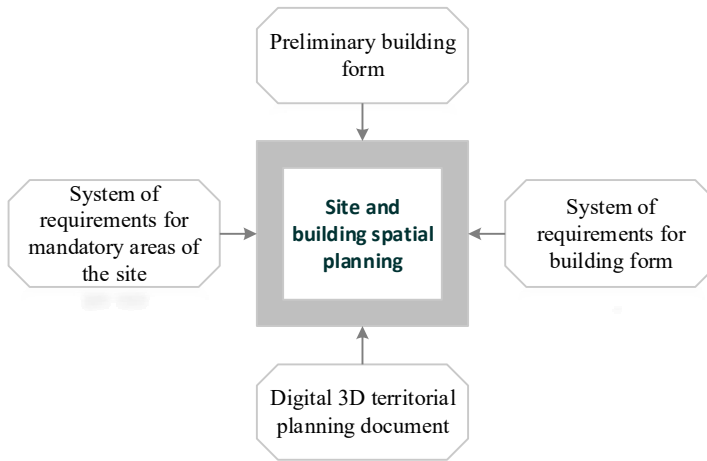 Preliminary building
form
System of
requirements for
mandatory areas of
the site
Site and
building spatial
planning
System of
requirements for
building form
Digital 3D territorial
planning document